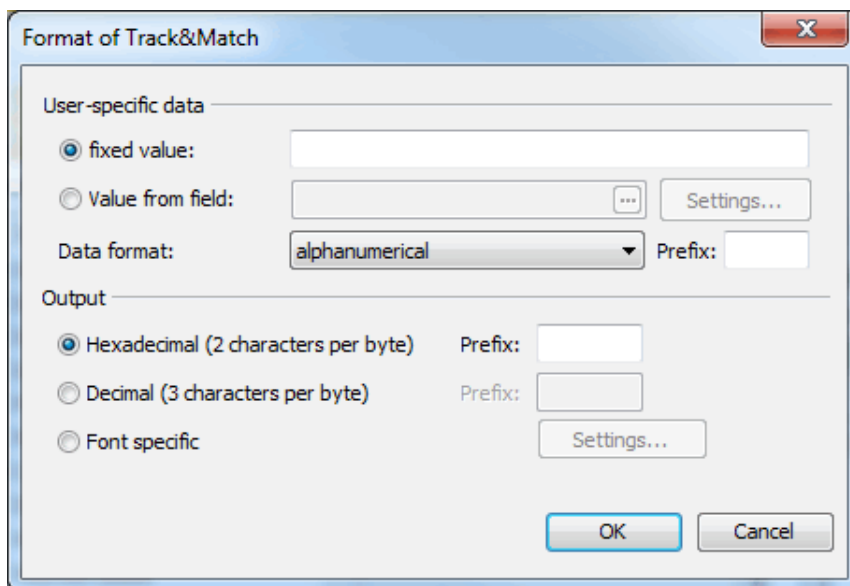 Format of Track&Match
User-specific data
fixed value:
Value from field: ... Settings...
Data format: alphanumerical Prefix:
Output
Hexadecimal (2 characters per byte) Prefix:
Decimal (3 characters per byte) Prefix:
Font specific Settings...
OK Cancel